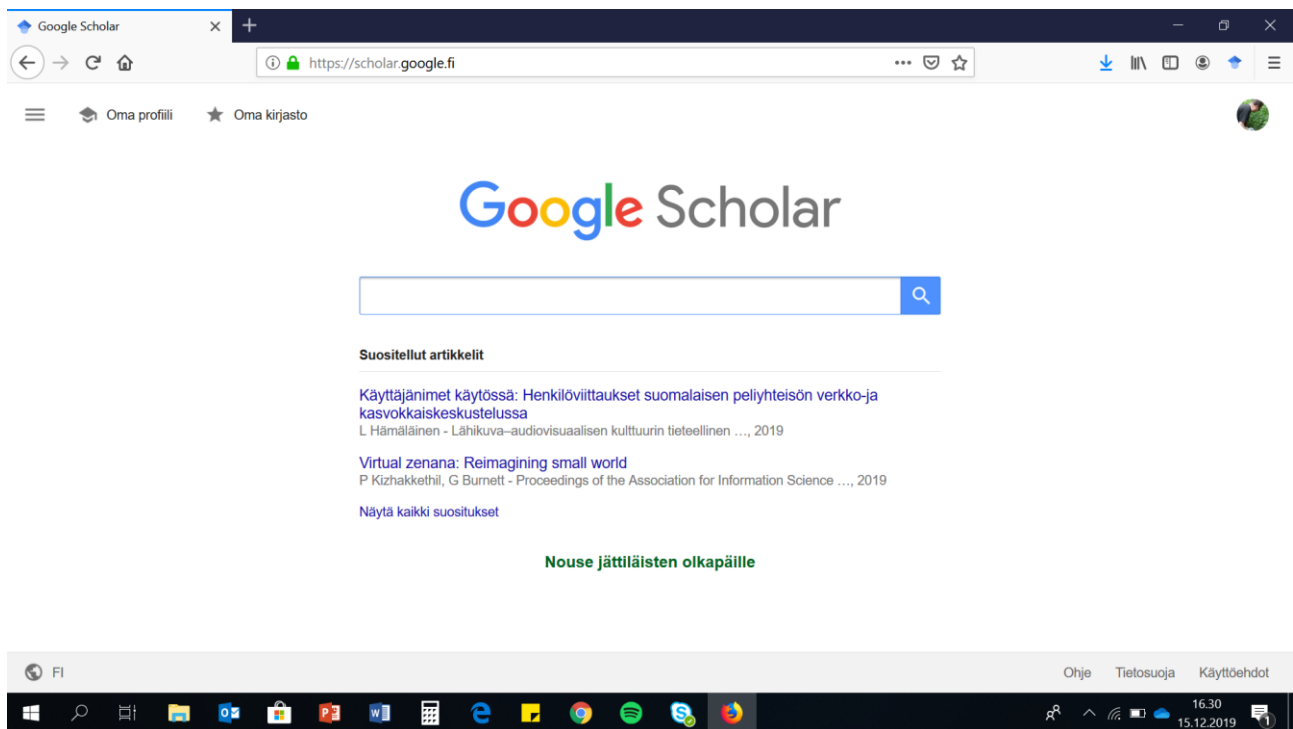 Google Scholar
https://scholar.google.fi
Oma profiili
Oma kirjasto
Google Scholar
Suositellut artikkelit
Käyttäjänimet käytössä: Henkilöviittaukset suomalaisen peliyhteisön verkko-ja
kasvokkaiskeskustelussa
L Hämäläinen - Lähikuva–audiovisuaalisen kulttuurin tieteellinen …, 2019
Virtual zenana: Reimagining small world
P Kizhakkethil, G Burnett - Proceedings of the Association for Information Science …, 2019
Näytä kaikki suositukset
Nouse jättiläisten olkapäille
FI
Ohje Tietosuoja Käyttöehdot
16.30
15.12.2019
1